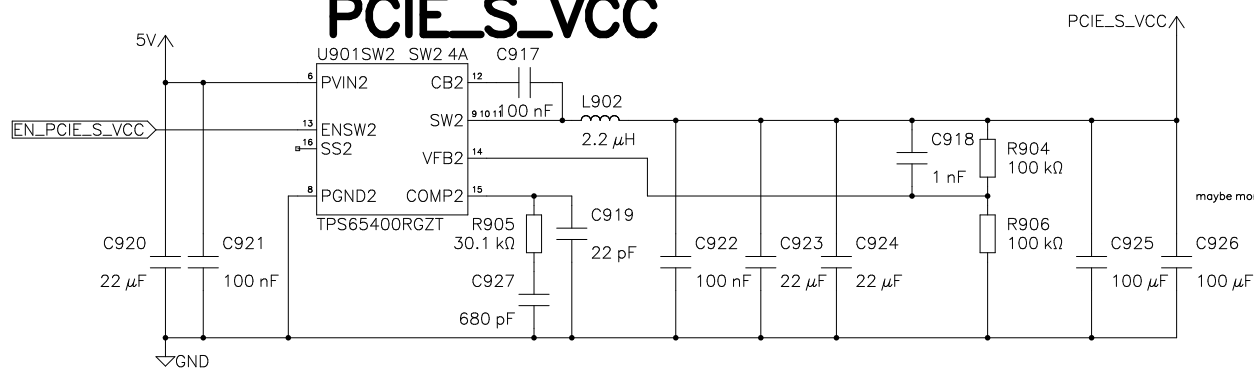 PCIE_S_VCC
PCIE_S_VCC
5V
U901SW2 SW2 4A
C917
6 PVIN2
CB2 12
100 nF
L902
EN_PCIE_S_VCC
13 ENSW2
SW2 9 10 11
2.2 µH
16 SS2
VFB2 14
C918
1 nF
R904
100 kΩ
8 PGND2
COMP2 15
TPS65400RGZT
R905
30.1 kΩ
C919
22 pF
R906
100 kΩ
maybe mo
C920
22 µF
C921
100 nF
C927
680 pF
C922
100 nF
C923
22 µF
C924
22 µF
C925
100 µF
C926
100 µF
GND